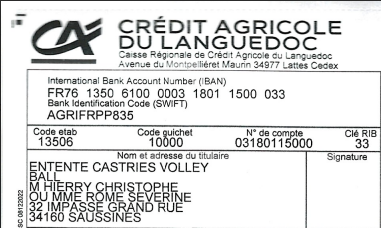 CRÉDIT AGRICOLE
DU LANGUEDOC
Caisse Régionale de Crédit Agricole du Languedoc
Avenue du Montpelliéret Maurin 34977 Lattes Cedex
International Bank Account Number (IBAN)
FR76 1350 6100 0003 1801 1500 033
Bank Identification Code (SWIFT)
AGRIFRPP835
Code etab Code guichet N° de compte Clé RIB
13506 10000 03180115000 33
Nom et adresse du titulaire Signature
ENTENTE CASTRIES VOLLEY
BALL
M HIERRY CHRISTOPHE
OU MME ROME SEVERINE
32 IMPASSE GRAND RUE
34160 SAUSSINES
SC 08122022